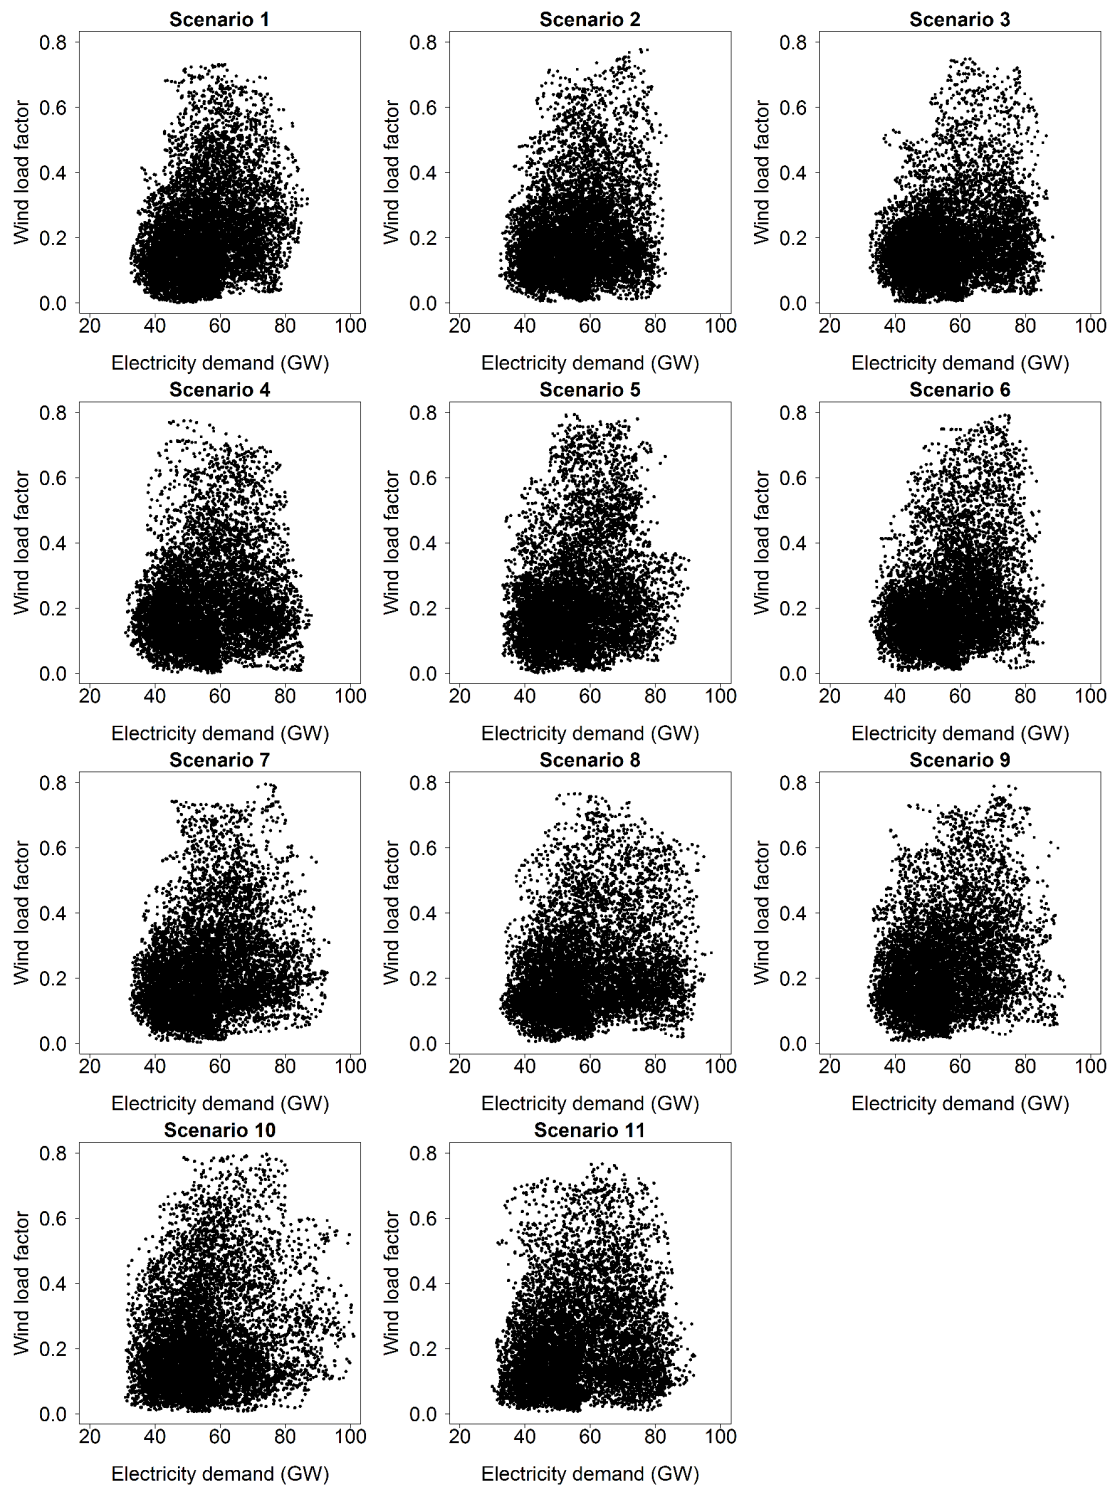 Scenario 1
Scenario 2
Scenario 3
Wind load factor
0.8
0.6
0.4
0.2
0.0
20 40 60 80 100
Electricity demand (GW)
Wind load factor
0.8
0.6
0.4
0.2
0.0
20 40 60 80 100
Electricity demand (GW)
Wind load factor
0.8
0.6
0.4
0.2
0.0
20 40 60 80 100
Electricity demand (GW)
Scenario 4
Scenario 5
Scenario 6
Wind load factor
0.8
0.6
0.4
0.2
0.0
20 40 60 80 100
Electricity demand (GW)
Wind load factor
0.8
0.6
0.4
0.2
0.0
20 40 60 80 100
Electricity demand (GW)
Wind load factor
0.8
0.6
0.4
0.2
0.0
20 40 60 80 100
Electricity demand (GW)
Scenario 7
Scenario 8
Scenario 9
Wind load factor
0.8
0.6
0.4
0.2
0.0
20 40 60 80 100
Electricity demand (GW)
Wind load factor
0.8
0.6
0.4
0.2
0.0
20 40 60 80 100
Electricity demand (GW)
Wind load factor
0.8
0.6
0.4
0.2
0.0
20 40 60 80 100
Electricity demand (GW)
Scenario 10
Scenario 11
Wind load factor
0.8
0.6
0.4
0.2
0.0
20 40 60 80 100
Electricity demand (GW)
Wind load factor
0.8
0.6
0.4
0.2
0.0
20 40 60 80 100
Electricity demand (GW)